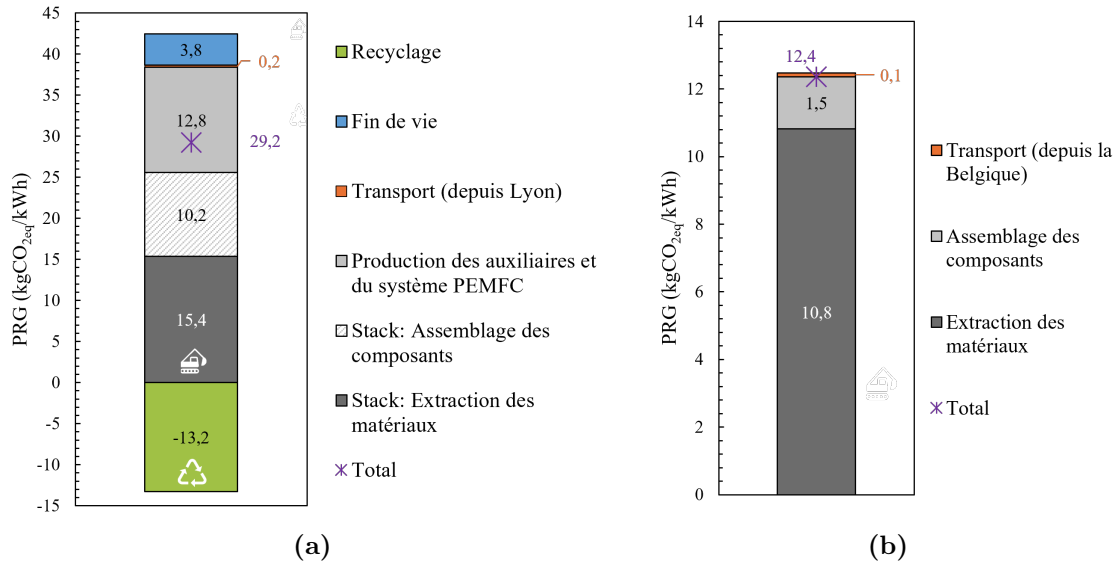 45
40
35
30
25
20
15
10
5
0
-5
-10
-15
PRG (kgCO2eq/kWh)
3,8
0,2
12,8
29,2
10,2
15,4
-13,2
Recyclage
Fin de vie
Transport (depuis Lyon)
Production des auxiliaires et
du système PEMFC
Stack: Assemblage des
composants
Stack: Extraction des
matériaux
Total
(a)
14
12
10
8
6
4
2
0
PRG (kgCO2eq/kWh)
12,4
0,1
1,5
10,8
Transport (depuis la
Belgique)
Assemblage des
composants
Extraction des
matériaux
Total
(b)